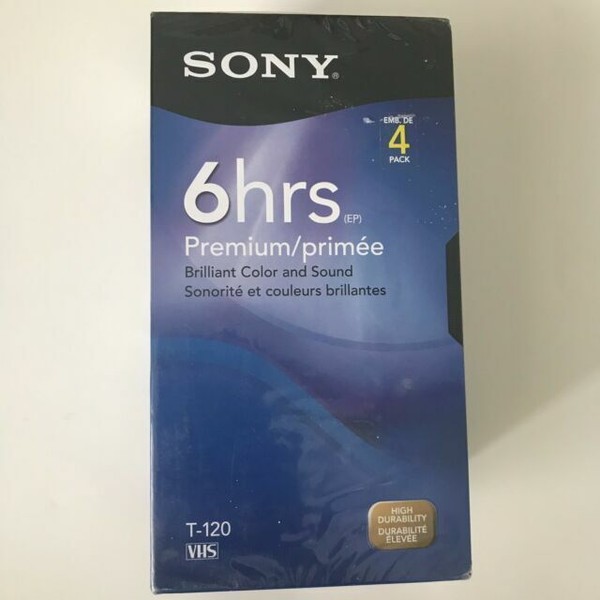 SONY®
EMB. DE
4
PACK
6hrs (EP)
Premium/primée
Brilliant Color and Sound
Sonorité et couleurs brillantes
HIGH
DURABILITY
DURABILITÉ
ÉLEVÉE
T-120
VHS